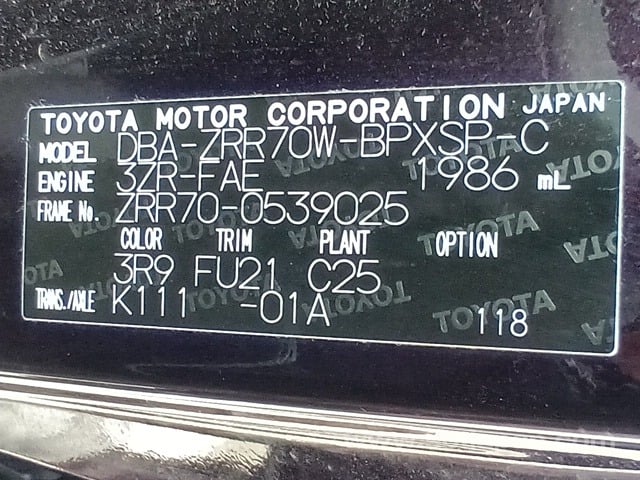 TOYOTA MOTOR CORPORATION JAPAN
MODEL DBA-ZRR70W-BPXSP-C
ENGINE 3ZR-FAE 1986 mL
FRAME No. ZRR70-0539025
COLOR TRIM PLANT OPTION
3R9 FU21 C25
TRANS./AXLE K111 -01A 118